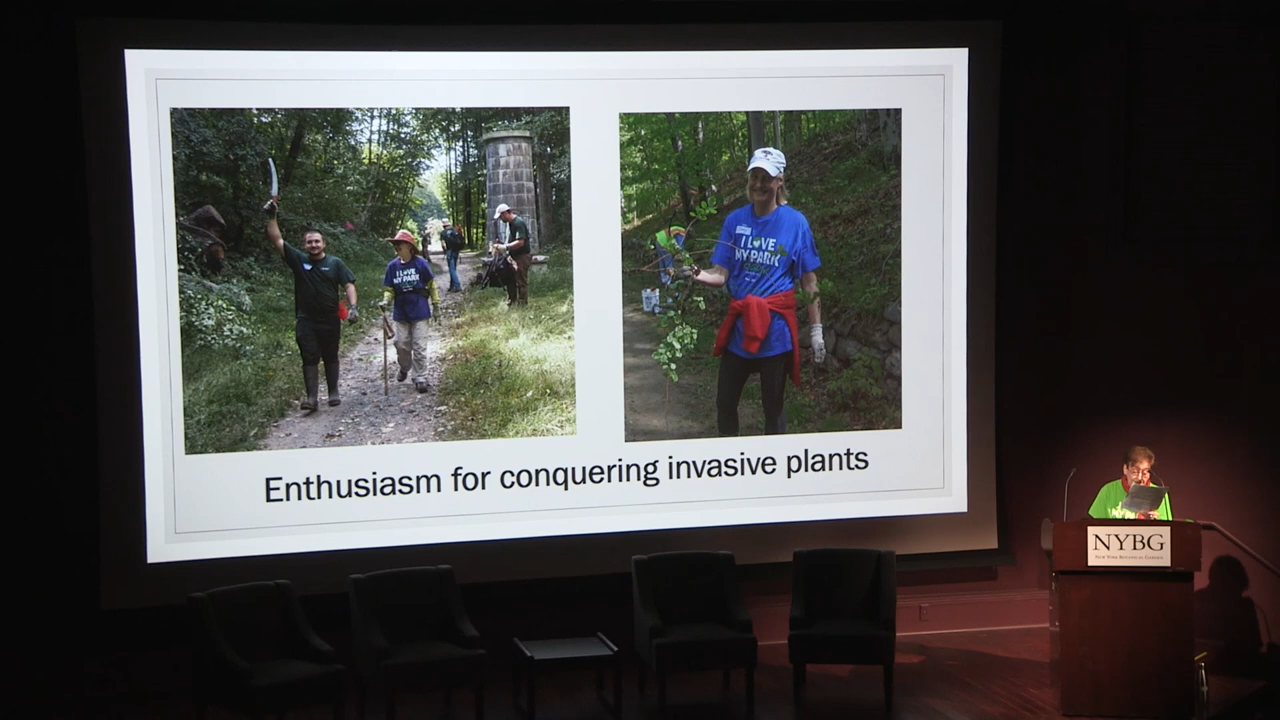 I LOVE
MY PARK
I LOVE
MY PARK
Enthusiasm for conquering invasive plants
NYBG
NEW YORK BOTANICAL GARDEN